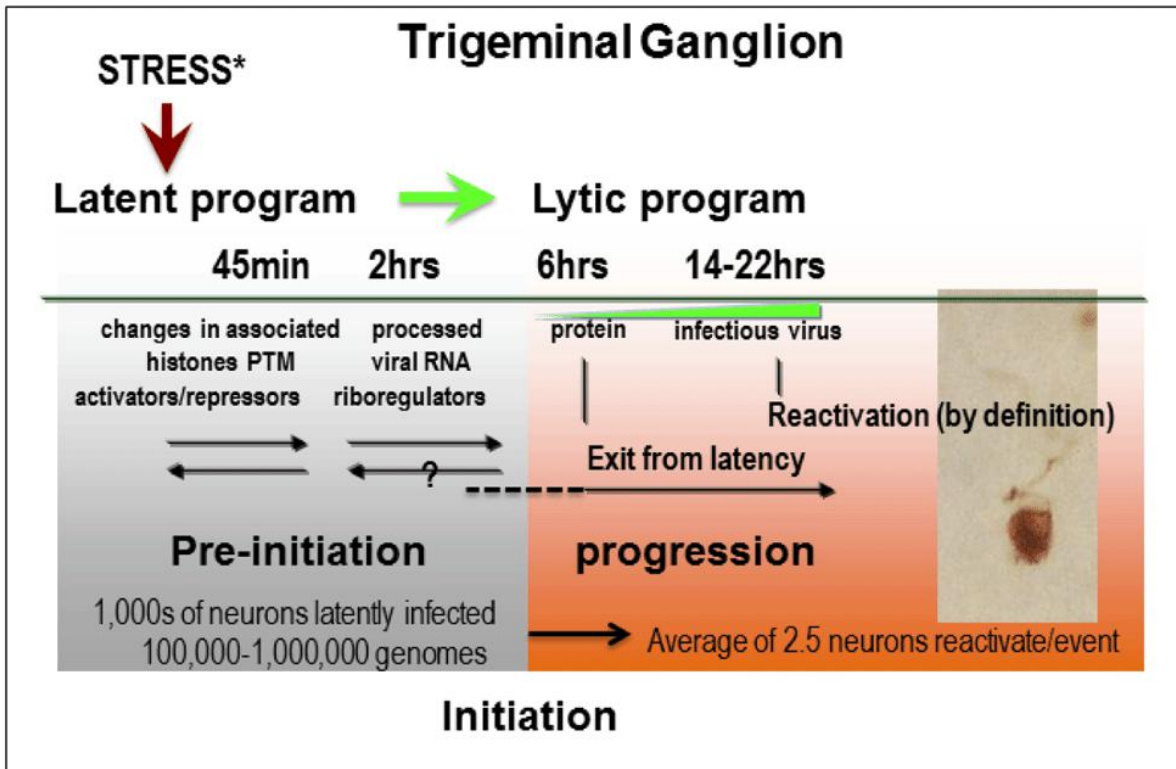 Trigeminal Ganglion
STRESS*
Latent program
Lytic program
45min
2hrs
6hrs
14-22hrs
changes in associated
histones PTM
activators/repressors
processed
viral RNA
riboregulators
protein
infectious virus
Reactivation (by definition)
?
Exit from latency
Pre-initiation
progression
1,000s of neurons latently infected
100,000-1,000,000 genomes
Average of 2.5 neurons reactivate/event
Initiation